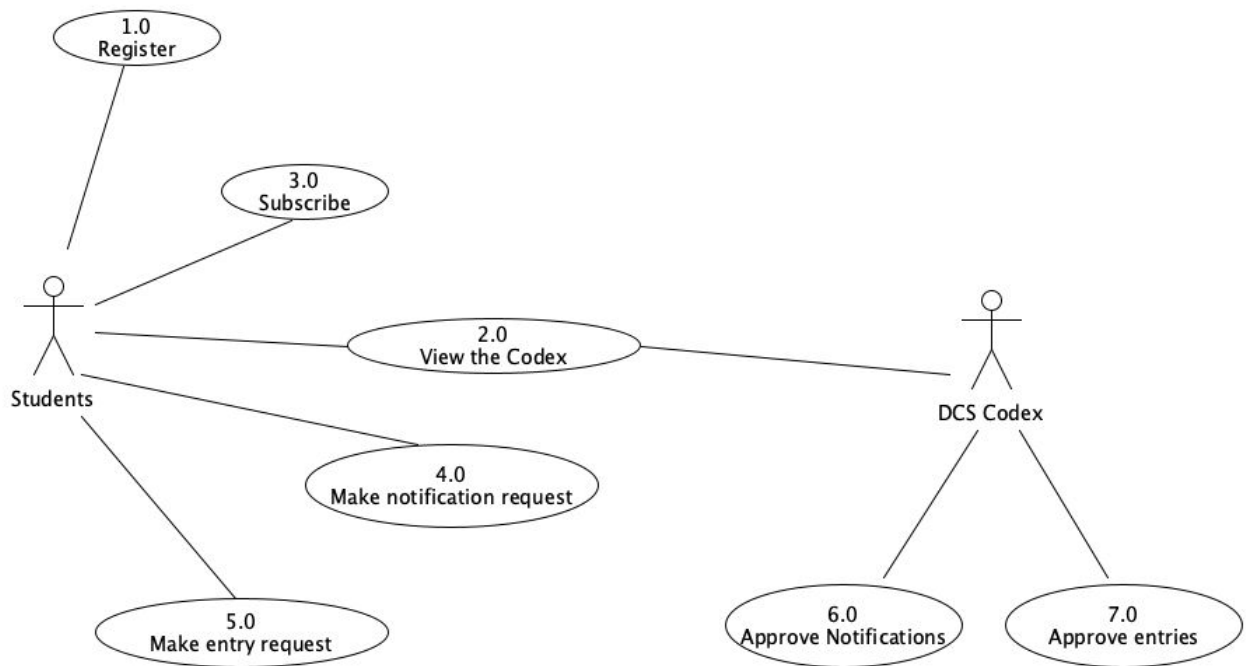 1.0
Register
3.0
Subscribe
2.0
View the Codex
Students
DCS Codex
4.0
Make notification request
5.0
Make entry request
6.0
Approve Notifications
7.0
Approve entries